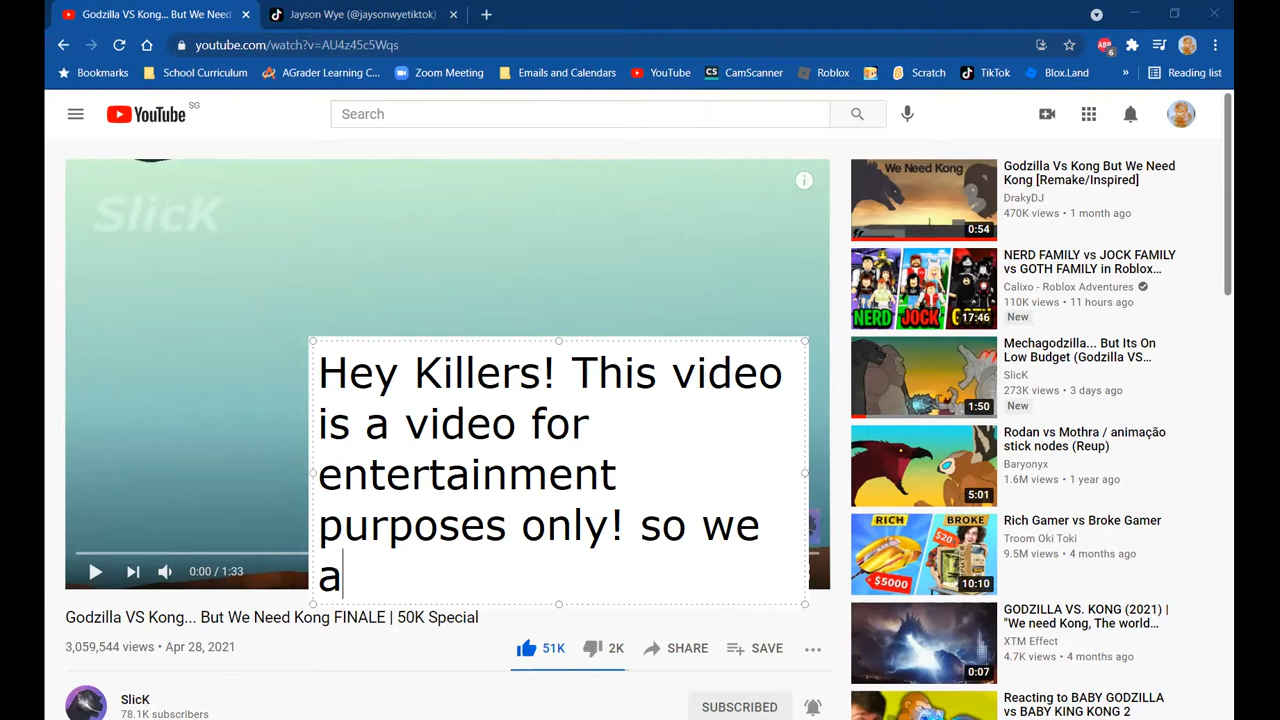 Godzilla VS Kong... But We Need
Jayson Wye (@jaysonwyetiktok)
youtube.com/watch?v=AU4z45c5Wqs
ABP
6
Bookmarks
School Curriculum
AGrader Learning C...
Zoom Meeting
Emails and Calendars
YouTube
CS
CamScanner
Roblox
Scratch
TikTok
Blox.Land
»
Reading list
YouTube
SG
Search
SlicK
Hey Killers! This video
is a video for
entertainment
purposes only! so we
a
0:00 / 1:33
Godzilla VS Kong... But We Need Kong FINALE | 50K Special
3,059,544 views • Apr 28, 2021
51K
2K
SHARE
SAVE
SlicK
78.1K subscribers
SUBSCRIBED
We Need Kong
0:54
Godzilla Vs Kong But We Need
Kong [Remake/Inspired]
DrakyDJ
470K views • 1 month ago
NERD
JOCK
GOTH
17:46
NERD FAMILY vs JOCK FAMILY
vs GOTH FAMILY in Roblox...
Calixo - Roblox Adventures
110K views • 11 hours ago
New
1:50
Mechagodzilla... But Its On
Low Budget (Godzilla VS...
SlicK
273K views • 3 days ago
New
5:01
Rodan vs Mothra / animação
stick nodes (Reup)
Baryonyx
1.6M views • 1 year ago
RICH
BROKE
$20
$5000
10:10
Rich Gamer vs Broke Gamer
Troom Oki Toki
9.5M views • 4 months ago
0:07
GODZILLA VS. KONG (2021) |
"We need Kong, The world...
XTM Effect
4.7M views • 4 months ago
Reacting to BABY GODZILLA
vs BABY KING KONG 2